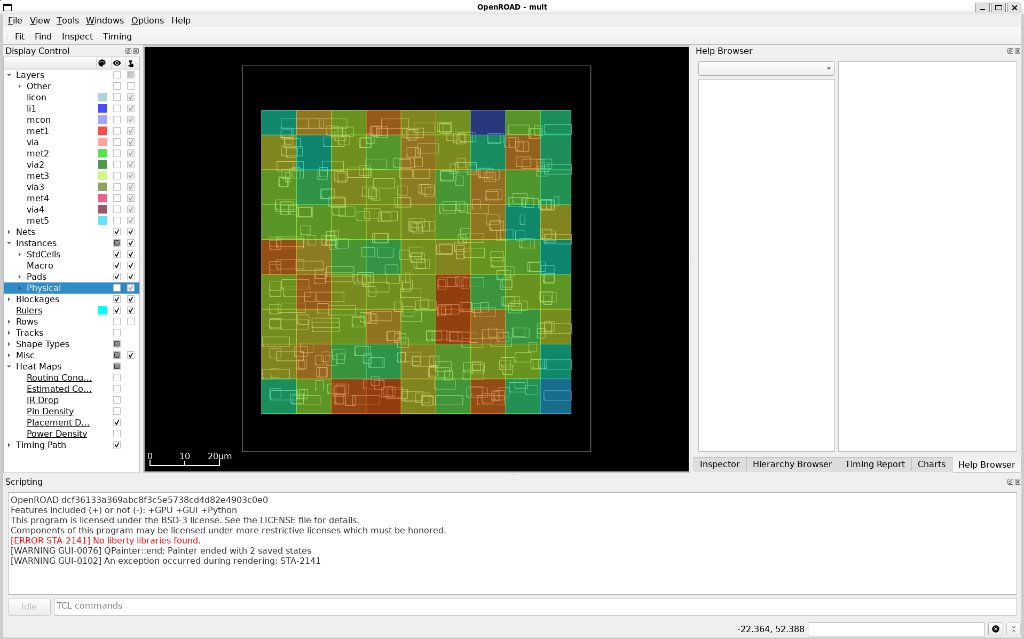 OpenROAD - mult
File View Tools Windows Options Help
Fit Find Inspect Timing
Display Control
Help Browser
Layers
Other
licon
li1
mcon
met1
via
met2
via2
met3
via3
met4
via4
met5
Nets
Instances
StdCells
Macro
Pads
Physical
Blockages
Rulers
Rows
Tracks
Shape Types
Misc
Heat Maps
Routing Cong...
Estimated Co...
IR Drop
Pin Density
Placement D...
Power Density
Timing Path
0 10 20μm
Inspector Hierarchy Browser Timing Report Charts Help Browser
Scripting
OpenROAD dcf36133a369abc8f3c5e5738cd4d82e4903c0e0
Features included (+) or not (-): +GPU +GUI +Python
This program is licensed under the BSD-3 license. See the LICENSE file for details.
Components of this program may be licensed under more restrictive licenses which must be honored.
[ERROR STA-2141] No liberty libraries found.
[WARNING GUI-0076] QPainter::end: Painter ended with 2 saved states
[WARNING GUI-0102] An exception occurred during rendering: STA-2141
Idle TCL commands
-22.364, 52.388